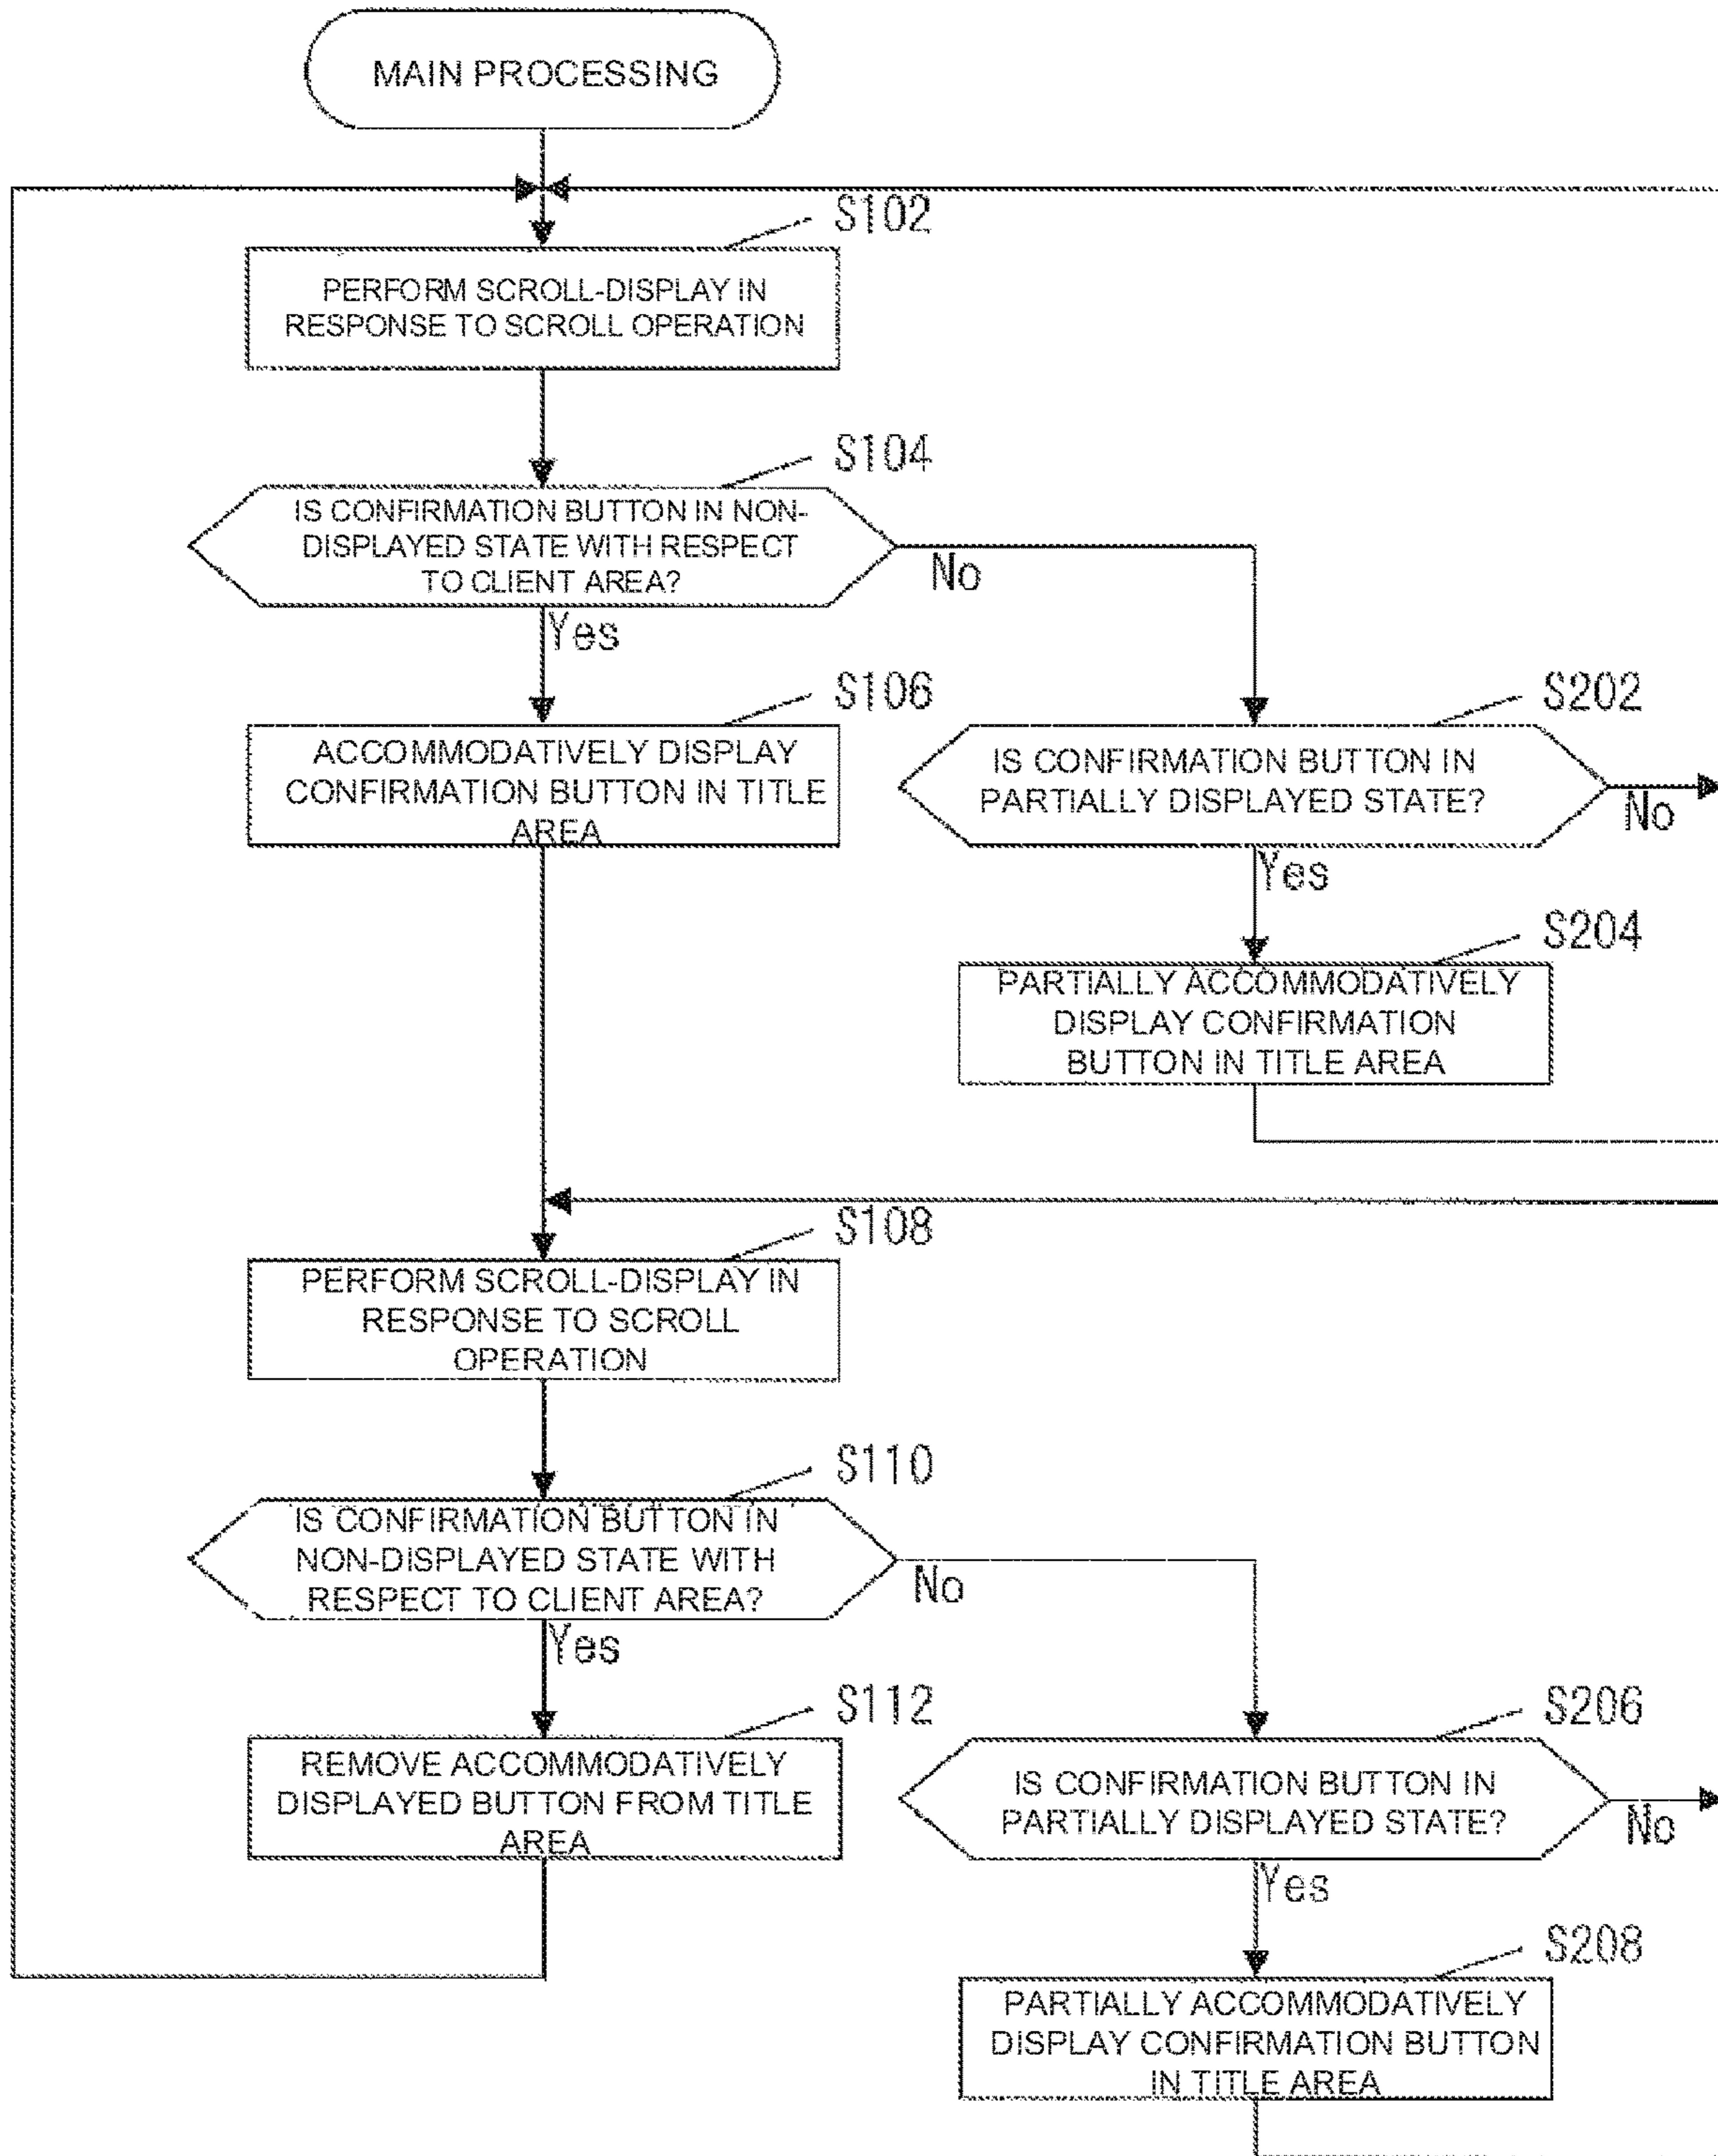 MAIN PROCESSING
S102
PERFORM SCROLL-DISPLAY IN
RESPONSE TO SCROLL OPERATION
S104
IS CONFIRMATION BUTTON IN NON-
DISPLAYED STATE WITH RESPECT
TO CLIENT AREA?
No
Yes
S106
ACCOMMODATIVELY DISPLAY
CONFIRMATION BUTTON IN TITLE
AREA
S202
IS CONFIRMATION BUTTON IN
PARTIALLY DISPLAYED STATE?
No
Yes
S204
PARTIALLY ACCOMMODATIVELY
DISPLAY CONFIRMATION
BUTTON IN TITLE AREA
S108
PERFORM SCROLL-DISPLAY IN
RESPONSE TO SCROLL
OPERATION
S110
IS CONFIRMATION BUTTON IN
NON-DISPLAYED STATE WITH
RESPECT TO CLIENT AREA?
No
Yes
S112
REMOVE ACCOMMODATIVELY
DISPLAYED BUTTON FROM TITLE
AREA
S206
IS CONFIRMATION BUTTON IN
PARTIALLY DISPLAYED STATE?
No
Yes
S208
PARTIALLY ACCOMMODATIVELY
DISPLAY CONFIRMATION BUTTON
IN TITLE AREA